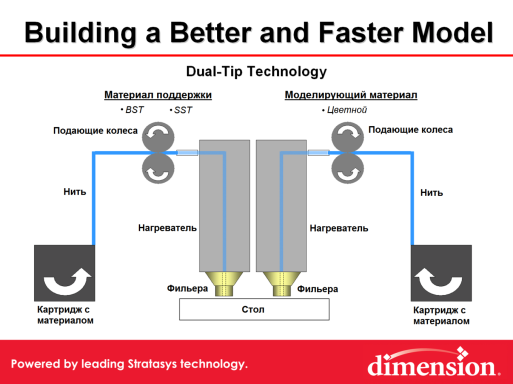 Building a Better and Faster Model
Dual-Tip Technology
Материал поддержки
• BST • SST
Моделирующий материал
• Цветной
Подающие колеса
Подающие колеса
Нить
Нить
Нагреватель
Нагреватель
Фильера
Фильера
Стол
Картридж с
материалом
Картридж с
материалом
Powered by leading Stratasys technology.
dimension.